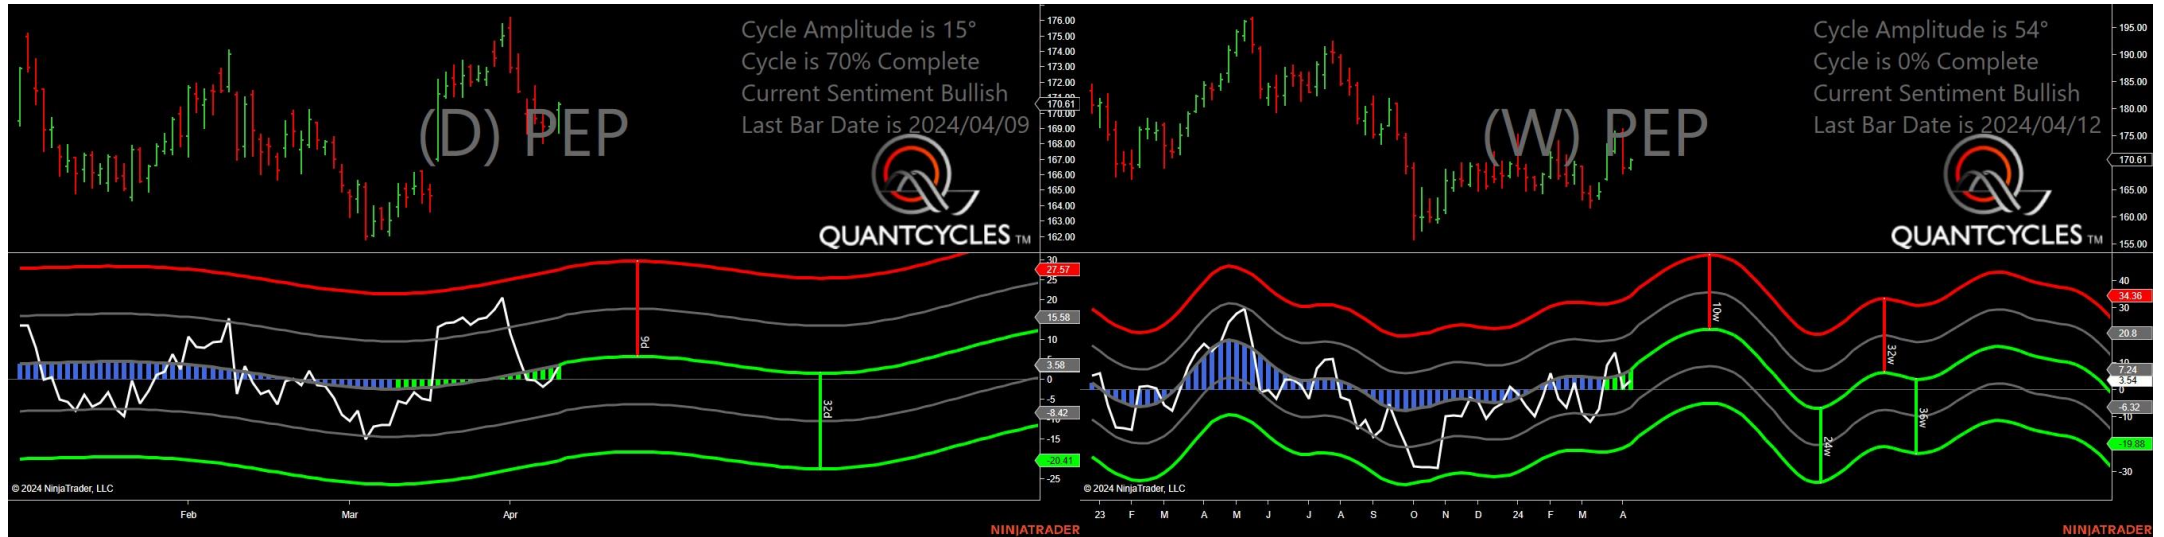 Cycle Amplitude is 15°
Cycle is 70% Complete
Current Sentiment Bullish
Last Bar Date is 2024/04/09
(D) PEP
QUANTCYCLES TM
176.00
175.00
174.00
173.00
172.00
171.00
170.61
169.00
168.00
167.00
166.00
165.00
164.00
163.00
162.00
30
27.57
25
20
15.58
10
5
3.58
0
-5
-8.42
-10
-15
-20.41
-25
9d
32d
© 2024 NinjaTrader, LLC
Feb
Mar
Apr
NINJATRADER
Cycle Amplitude is 54°
Cycle is 0% Complete
Current Sentiment Bullish
Last Bar Date is 2024/04/12
(W) PEP
QUANTCYCLES TM
195.00
190.00
185.00
180.00
175.00
170.61
165.00
160.00
155.00
40
34.36
30
20.8
10
7.24
3.54
0
-6.32
-10
-19.88
-30
10w
32w
24w
36w
© 2024 NinjaTrader, LLC
23 F M A M J J A S O N D 24 F M A
NINJATRADER